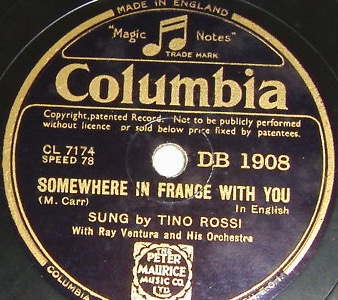 MADE IN ENGLAND
"Magic Notes"
TRADE MARK
Columbia
Copyright, patented Record. Not to be publicly performed
without licence or sold below price fixed by patentees.
CL 7174
SPEED 78
DB 1908
SOMEWHERE IN FRANCE WITH YOU
(M. Carr)
In English
SUNG by TINO ROSSI
With Ray Ventura and His Orchestra
THE
PETER
MAURICE
MUSIC CO.
LTD
COLUMBIA